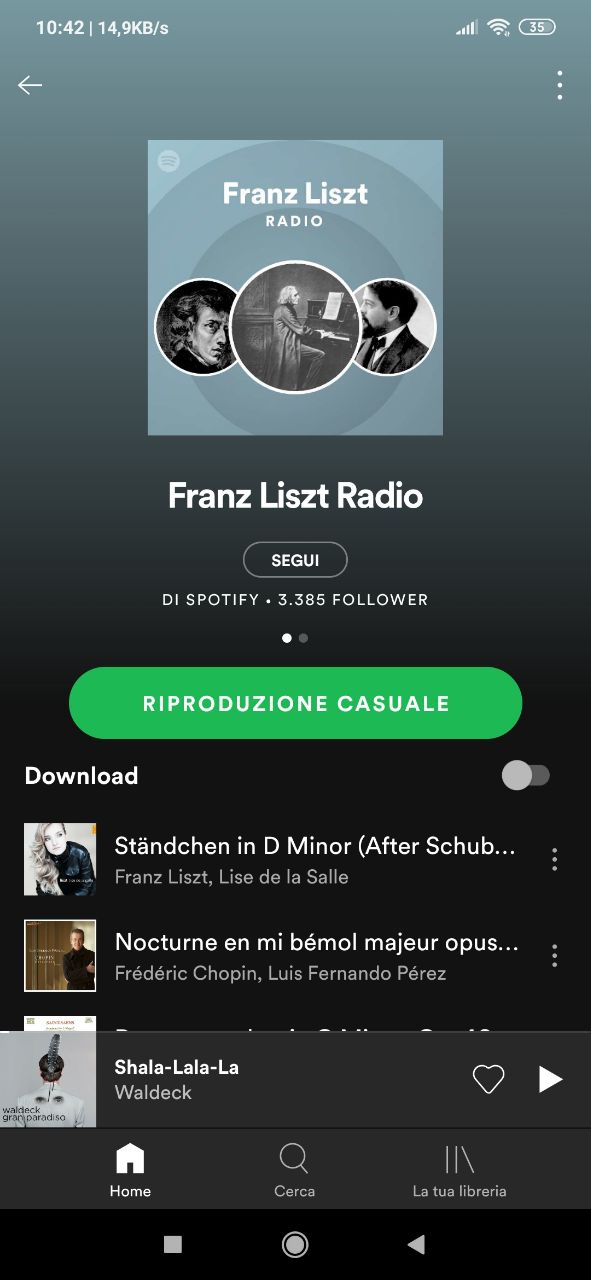 10:42 | 14,9KB/s
35
Franz Liszt
RADIO
Franz Liszt Radio
SEGUI
DI SPOTIFY • 3.385 FOLLOWER
RIPRODUZIONE CASUALE
Download
Ständchen in D Minor (After Schub...
Franz Liszt, Lise de la Salle
Nocturne en mi bémol majeur opus...
Frédéric Chopin, Luis Fernando Pérez
CHOPIN
Shala-Lala-La
Waldeck
waldeck
gran paradiso
Home
Cerca
La tua libreria